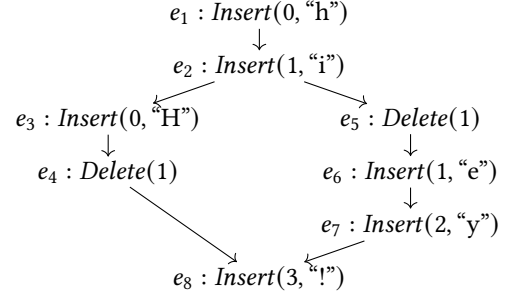 e₁ : Insert(0, “h”)
e₂ : Insert(1, “i”)
e₃ : Insert(0, “H”) e₅ : Delete(1)
e₄ : Delete(1) e₆ : Insert(1, “e”)
e₇ : Insert(2, “y”)
e₈ : Insert(3, “!”)